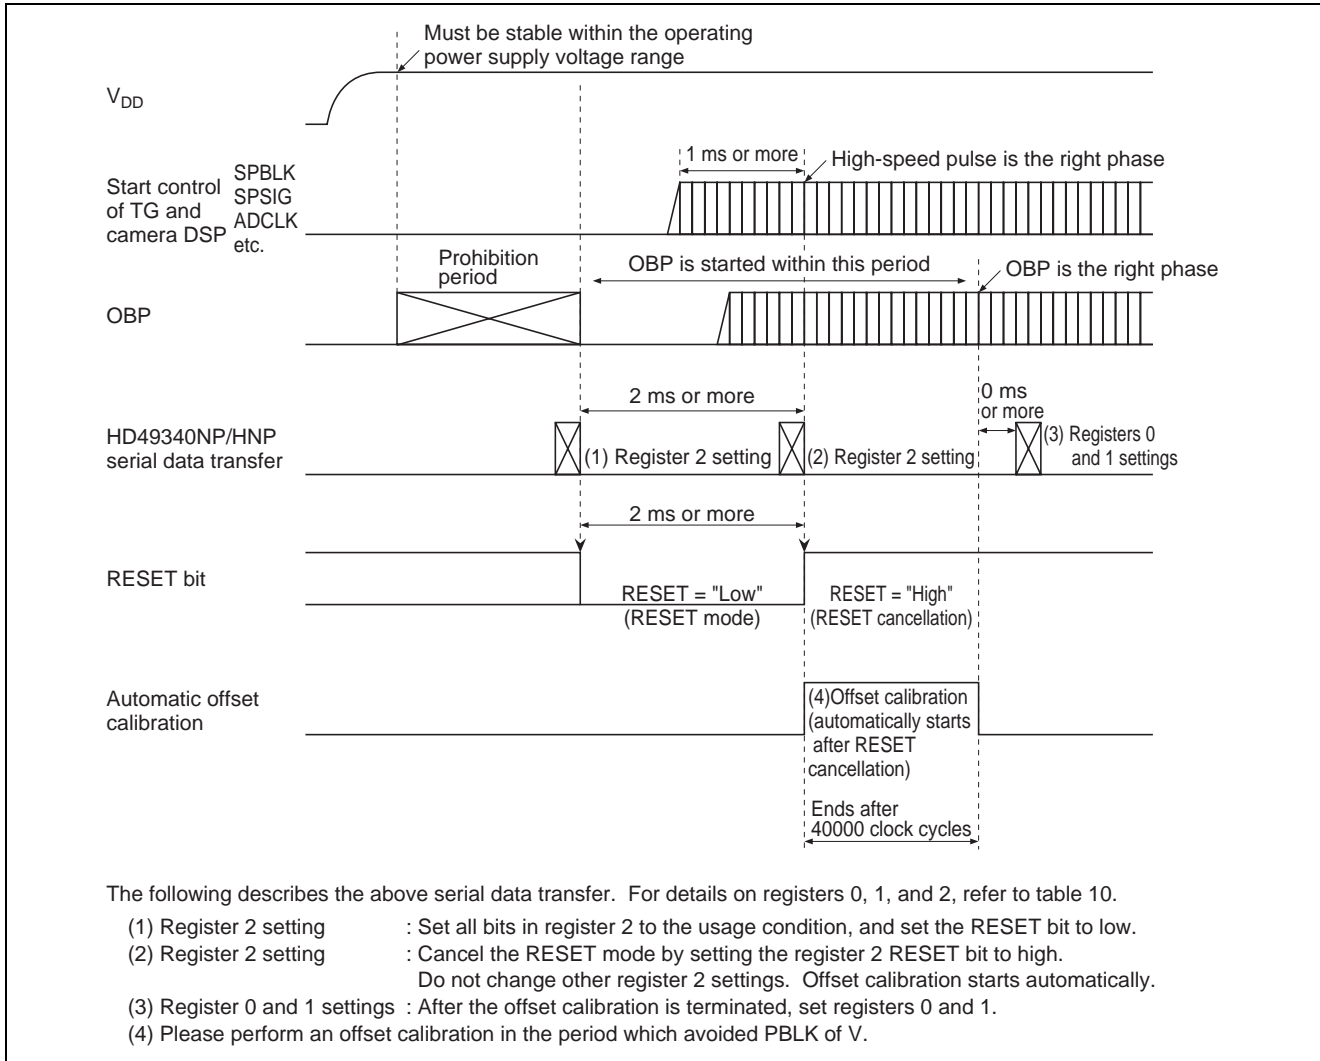 Must be stable within the operating
power supply voltage range
VDD
1 ms or more
High-speed pulse is the right phase
Start control
of TG and
camera DSP
SPBLK
SPSIG
ADCLK
etc.
Prohibition
period
OBP is started within this period
OBP is the right phase
OBP
2 ms or more
0 ms
or more
HD49340NP/HNP
serial data transfer
(1) Register 2 setting
(2) Register 2 setting
(3) Registers 0
and 1 settings
2 ms or more
RESET bit
RESET = "Low"
(RESET mode)
RESET = "High"
(RESET cancellation)
Automatic offset
calibration
(4)Offset calibration
(automatically starts
after RESET
cancellation)
Ends after
40000 clock cycles
The following describes the above serial data transfer. For details on registers 0, 1, and 2, refer to table 10.
(1) Register 2 setting : Set all bits in register 2 to the usage condition, and set the RESET bit to low.
(2) Register 2 setting : Cancel the RESET mode by setting the register 2 RESET bit to high.
Do not change other register 2 settings. Offset calibration starts automatically.
(3) Register 0 and 1 settings : After the offset calibration is terminated, set registers 0 and 1.
(4) Please perform an offset calibration in the period which avoided PBLK of V.